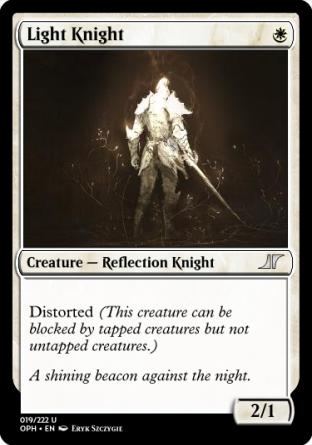 Light Knight
Creature — Reflection Knight
Distorted (This creature can be
blocked by tapped creatures but not
untapped creatures.)
A shining beacon against the night.
2/1
019/222 U
OPH • EN Eryk Szczygie